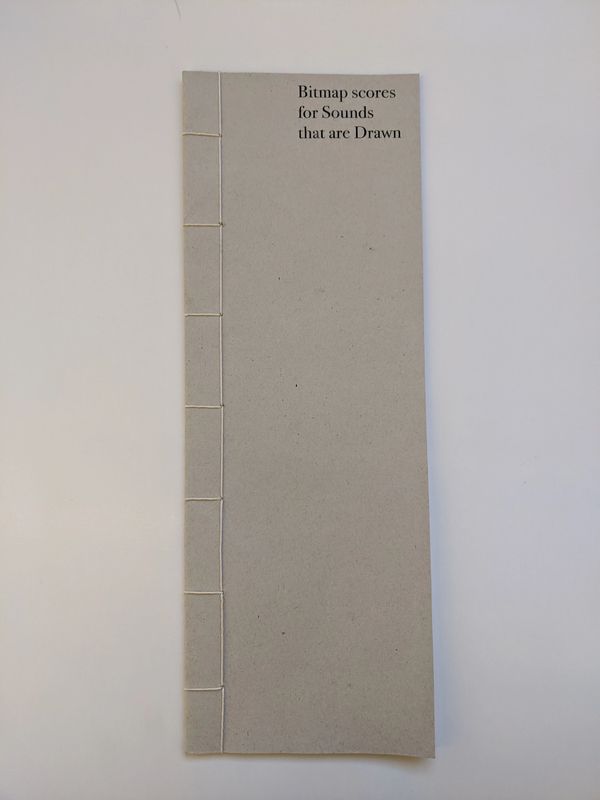 Bitmap scores
for Sounds
that are Drawn